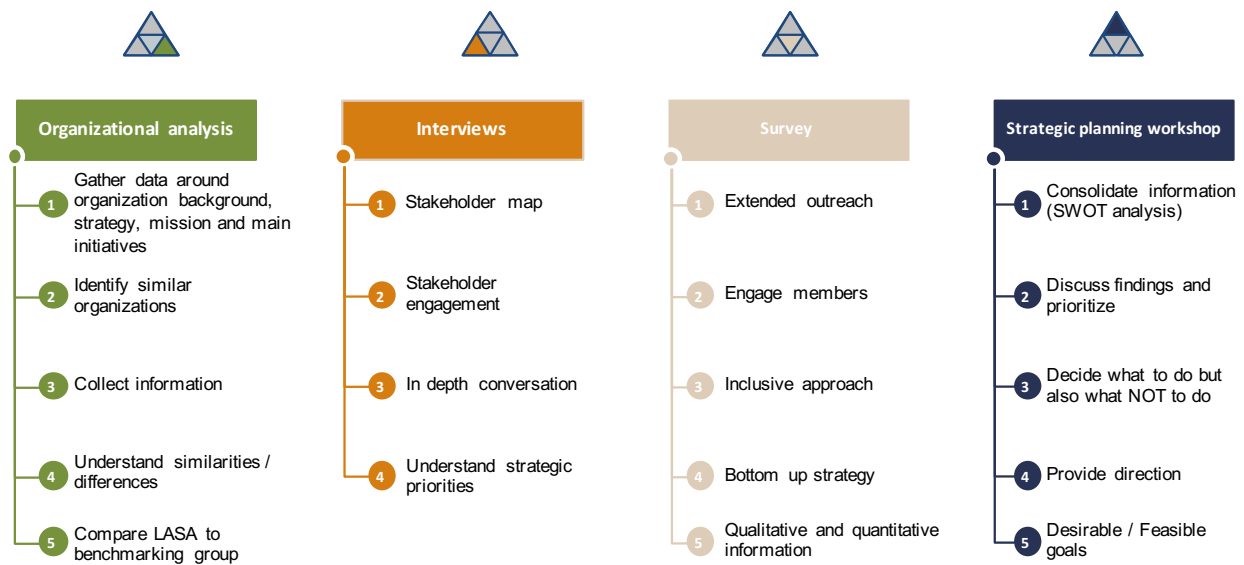 Organizational analysis
1
Gather data around
organization background,
strategy, mission and main
initiatives
2
Identify similar
organizations
3
Collect information
4
Understand similarities /
differences
5
Compare LASA to
benchmarking group
Interviews
1
Stakeholder map
2
Stakeholder
engagement
3
In depth conversation
4
Understand strategic
priorities
Survey
1
Extended outreach
2
Engage members
3
Inclusive approach
4
Bottom up strategy
5
Qualitative and quantitative
information
Strategic planning workshop
1
Consolidate information
(SWOT analysis)
2
Discuss findings and
prioritize
3
Decide what to do but
also what NOT to do
4
Provide direction
5
Desirable / Feasible
goals